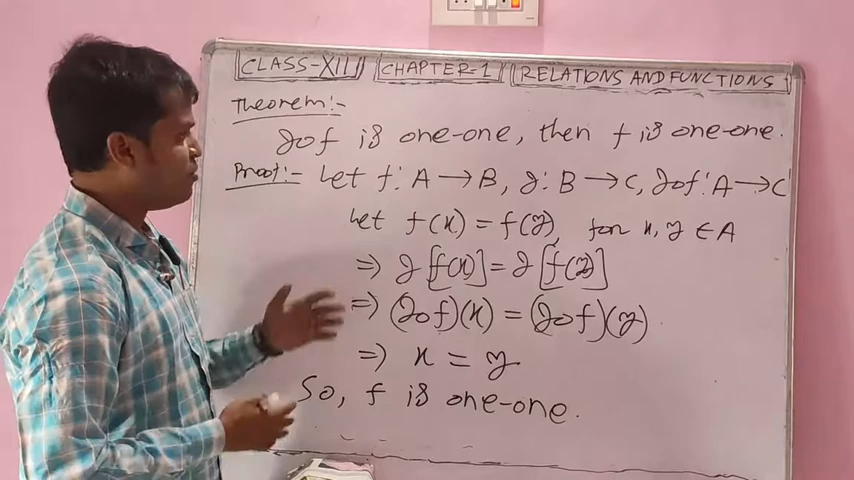 CLASS-XII CHAPTER-1 RELATIONS AND FUNCTIONS
Theorem:-
gof is one-one, then f is one-one.
Proof:- Let f: A → B, g: B → C, gof: A → C
Let f(x) = f(y) for x, y ∈ A
⇒ g[f(x)] = g[f(y)]
⇒ (gof)(x) = (gof)(y)
⇒ x = y
So, f is one-one.